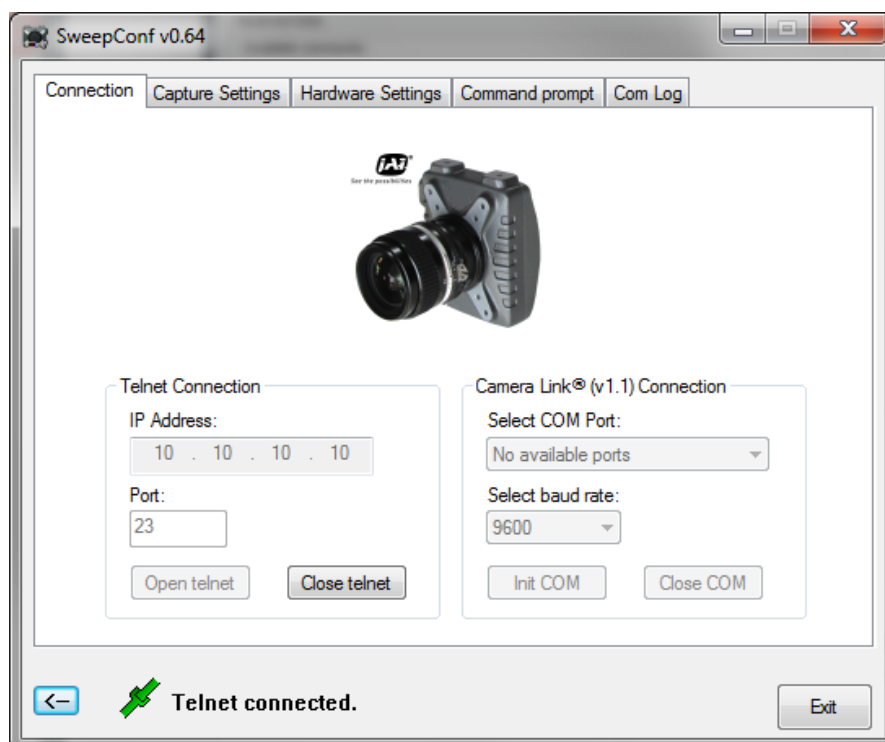 SweepConf v0.64
Connection Capture Settings Hardware Settings Command prompt Com Log
JAI®
See the possibilities
Telnet Connection
IP Address:
10 . 10 . 10 . 10
Port:
23
Open telnet Close telnet
Camera Link® (v1.1) Connection
Select COM Port:
No available ports
Select baud rate:
9600
Init COM Close COM
<-- Telnet connected.
Exit